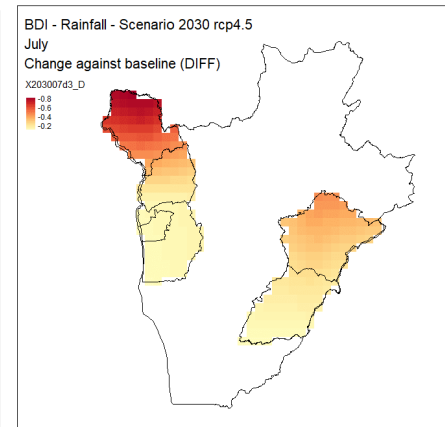 BDI - Rainfall - Scenario 2030 rcp4.5
July
Change against baseline (DIFF)
X203007d3_D
-0.8
-0.6
-0.4
-0.2